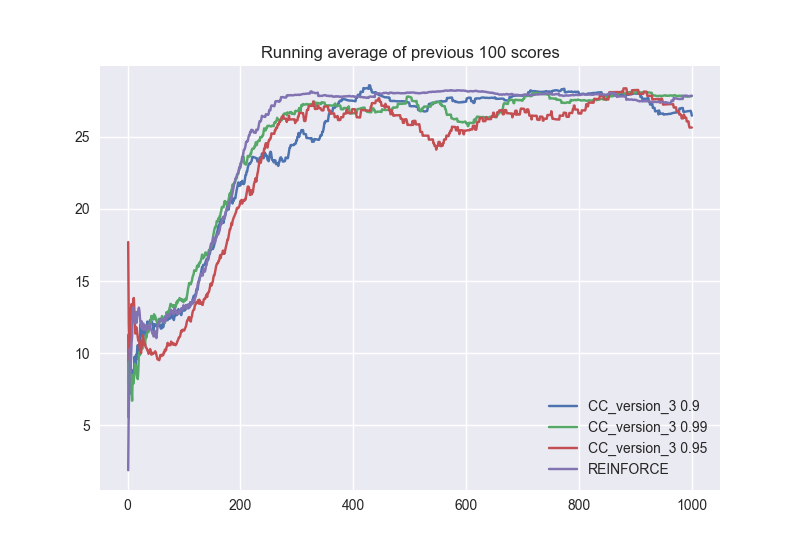 Running average of previous 100 scores
25
20
15
10
5
0
200
400
600
800
1000
CC_version_3 0.9
CC_version_3 0.99
CC_version_3 0.95
REINFORCE